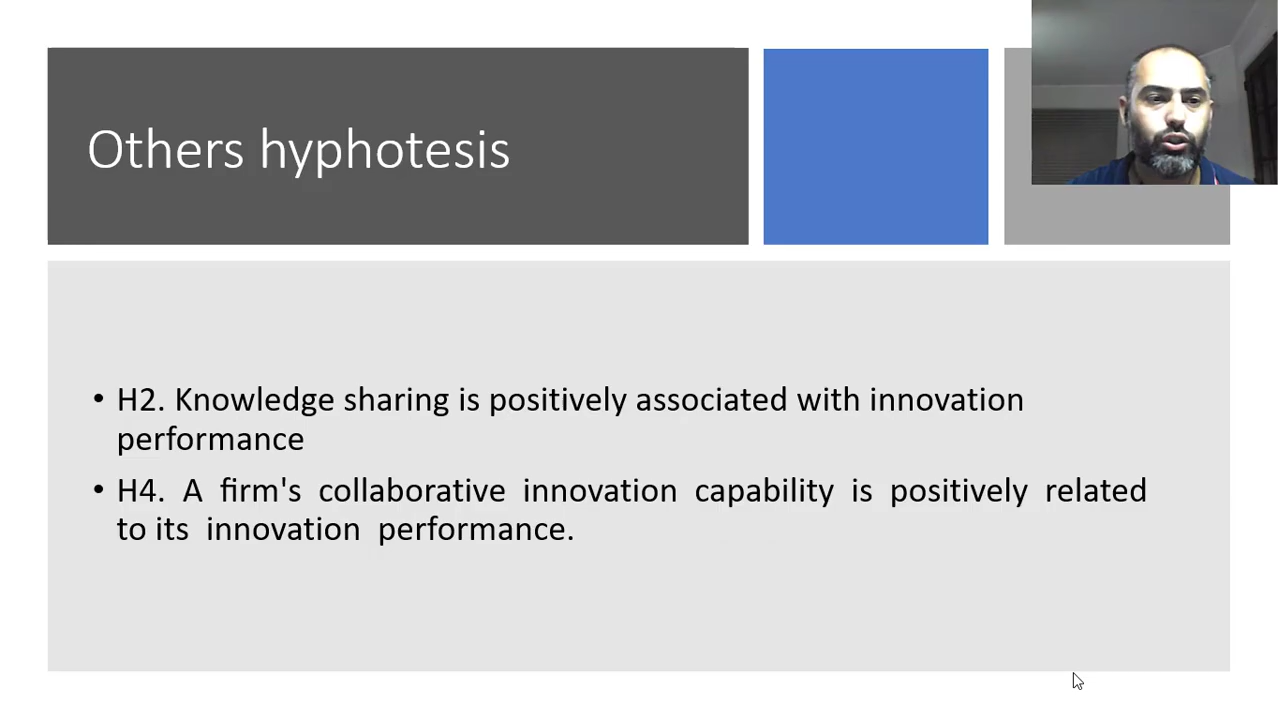 Others hyphotesis
• H2. Knowledge sharing is positively associated with innovation
performance
• H4. A firm's collaborative innovation capability is positively related
to its innovation performance.